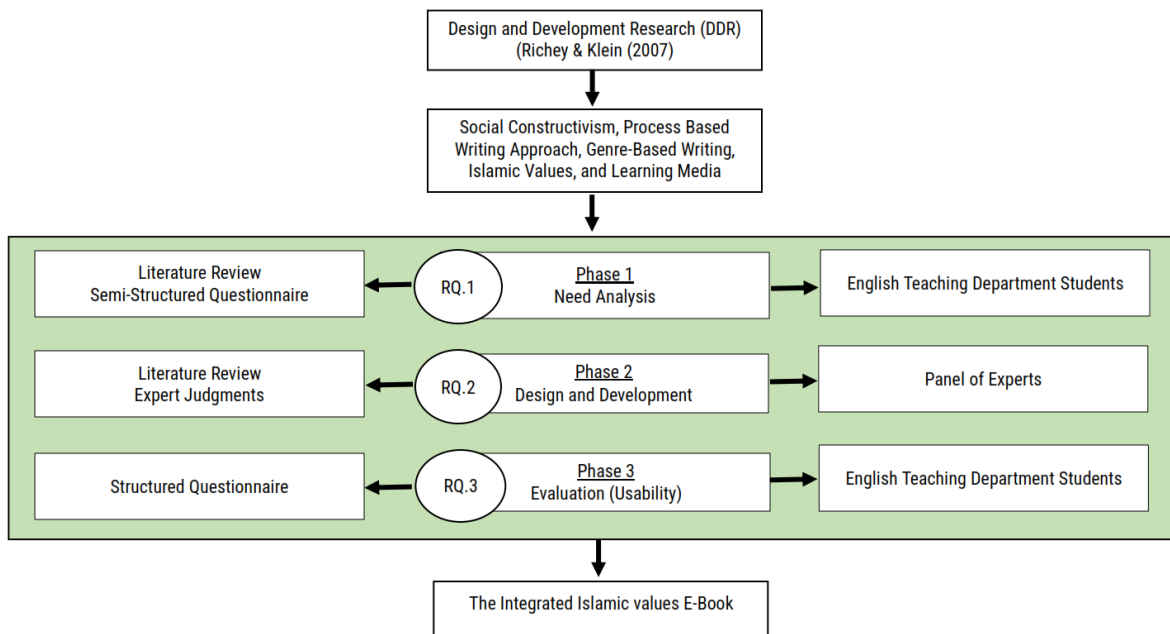 Design and Development Research (DDR)
(Richey & Klein (2007)
Social Constructivism, Process Based
Writing Approach, Genre-Based Writing,
Islamic Values, and Learning Media
Literature Review
Semi-Structured Questionnaire
RQ.1
Phase 1
Need Analysis
English Teaching Department Students
Literature Review
Expert Judgments
RQ.2
Phase 2
Design and Development
Panel of Experts
Structured Questionnaire
RQ.3
Phase 3
Evaluation (Usability)
English Teaching Department Students
The Integrated Islamic values E-Book